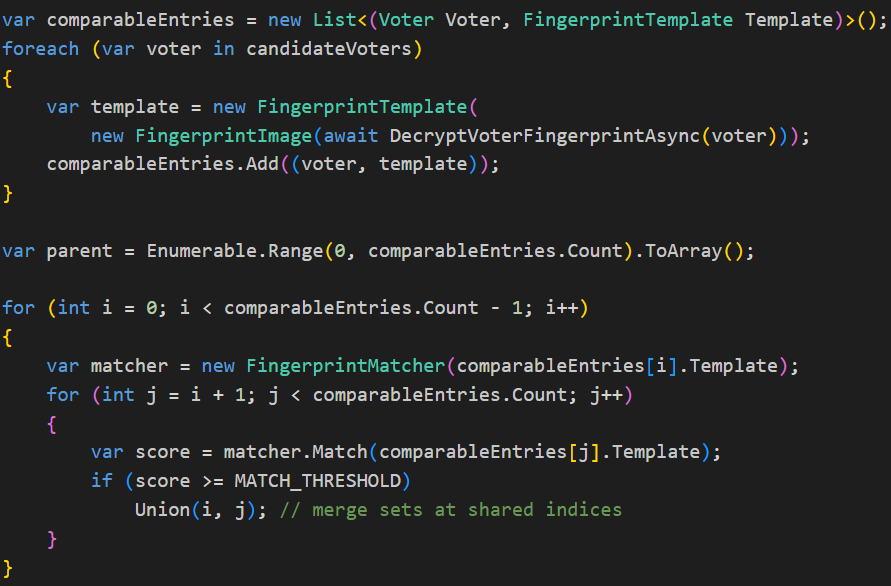 var comparableEntries = new List<(Voter Voter, FingerprintTemplate Template)>();
foreach (var voter in candidateVoters)
{
    var template = new FingerprintTemplate(
        new FingerprintImage(await DecryptVoterFingerprintAsync(voter)));
    comparableEntries.Add((voter, template));
}

var parent = Enumerable.Range(0, comparableEntries.Count).ToArray();

for (int i = 0; i < comparableEntries.Count - 1; i++)
{
    var matcher = new FingerprintMatcher(comparableEntries[i].Template);
    for (int j = i + 1; j < comparableEntries.Count; j++)
    {
        var score = matcher.Match(comparableEntries[j].Template);
        if (score >= MATCH_THRESHOLD)
            Union(i, j); // merge sets at shared indices
    }
}